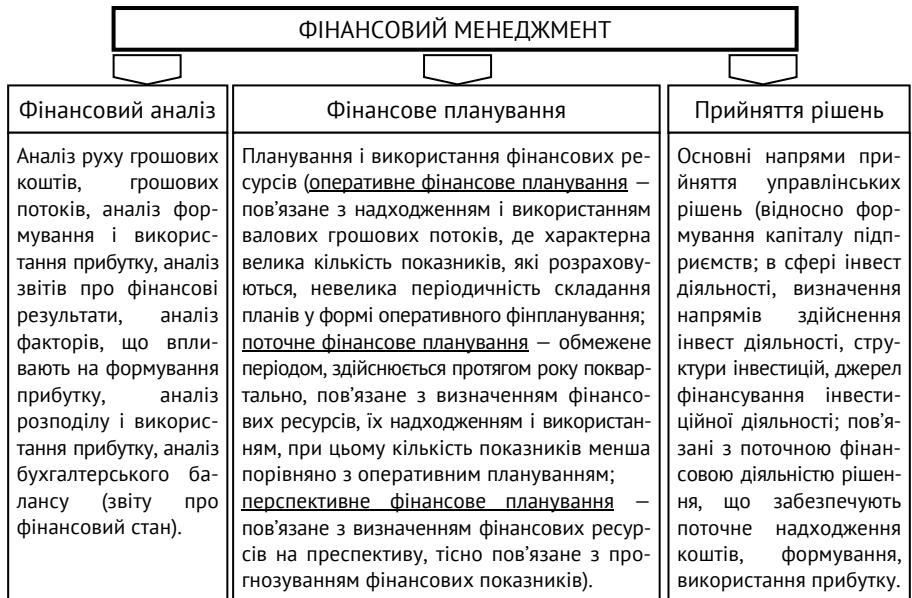 ФІНАНСОВИЙ МЕНЕДЖМЕНТ
Фінансовий аналіз
Аналіз руху грошових
коштів, грошових
потоків, аналіз фор-
мування і викорис-
тання прибутку, аналіз
звітів про фінансові
результати, аналіз
факторів, що впли-
вають на формування
прибутку, аналіз
розподілу і викорис-
тання прибутку, аналіз
бухгалтерського ба-
лансу (звіту про
фінансовий стан).
Фінансове планування
Планування і використання фінансових ре-
сурсів (оперативне фінансове планування –
пов'язане з надходженням і використанням
валових грошових потоків, де характерна
велика кількість показників, які розрахову-
ються, невелика періодичність складання
планів у формі оперативного фінпланування;
поточне фінансове планування – обмежене
періодом, здійснюється протягом року поквар-
тально, пов'язане з визначенням фінансо-
вих ресурсів, їх надходженням і використан-
ням, при цьому кількість показників менша
порівняно з оперативним плануванням;
перспективне фінансове планування –
пов'язане з визначенням фінансових ресур-
сів на преспективу, тісно пов'язане з про-
гнозуванням фінансових показників).
Прийняття рішень
Основні напрями при-
йняття управлінських
рішень (відносно фор-
мування капіталу підп-
риємств; в сфері інвест
діяльності, визначення
напрямів здійснення
інвест діяльності, стру-
ктури інвестицій, джерел
фінансування інвести-
ційної діяльності; пов'я-
зані з поточною фінан-
совою діяльністю рішен-
ня, що забезпечують
поточне надходження
коштів, формування,
використання прибутку.